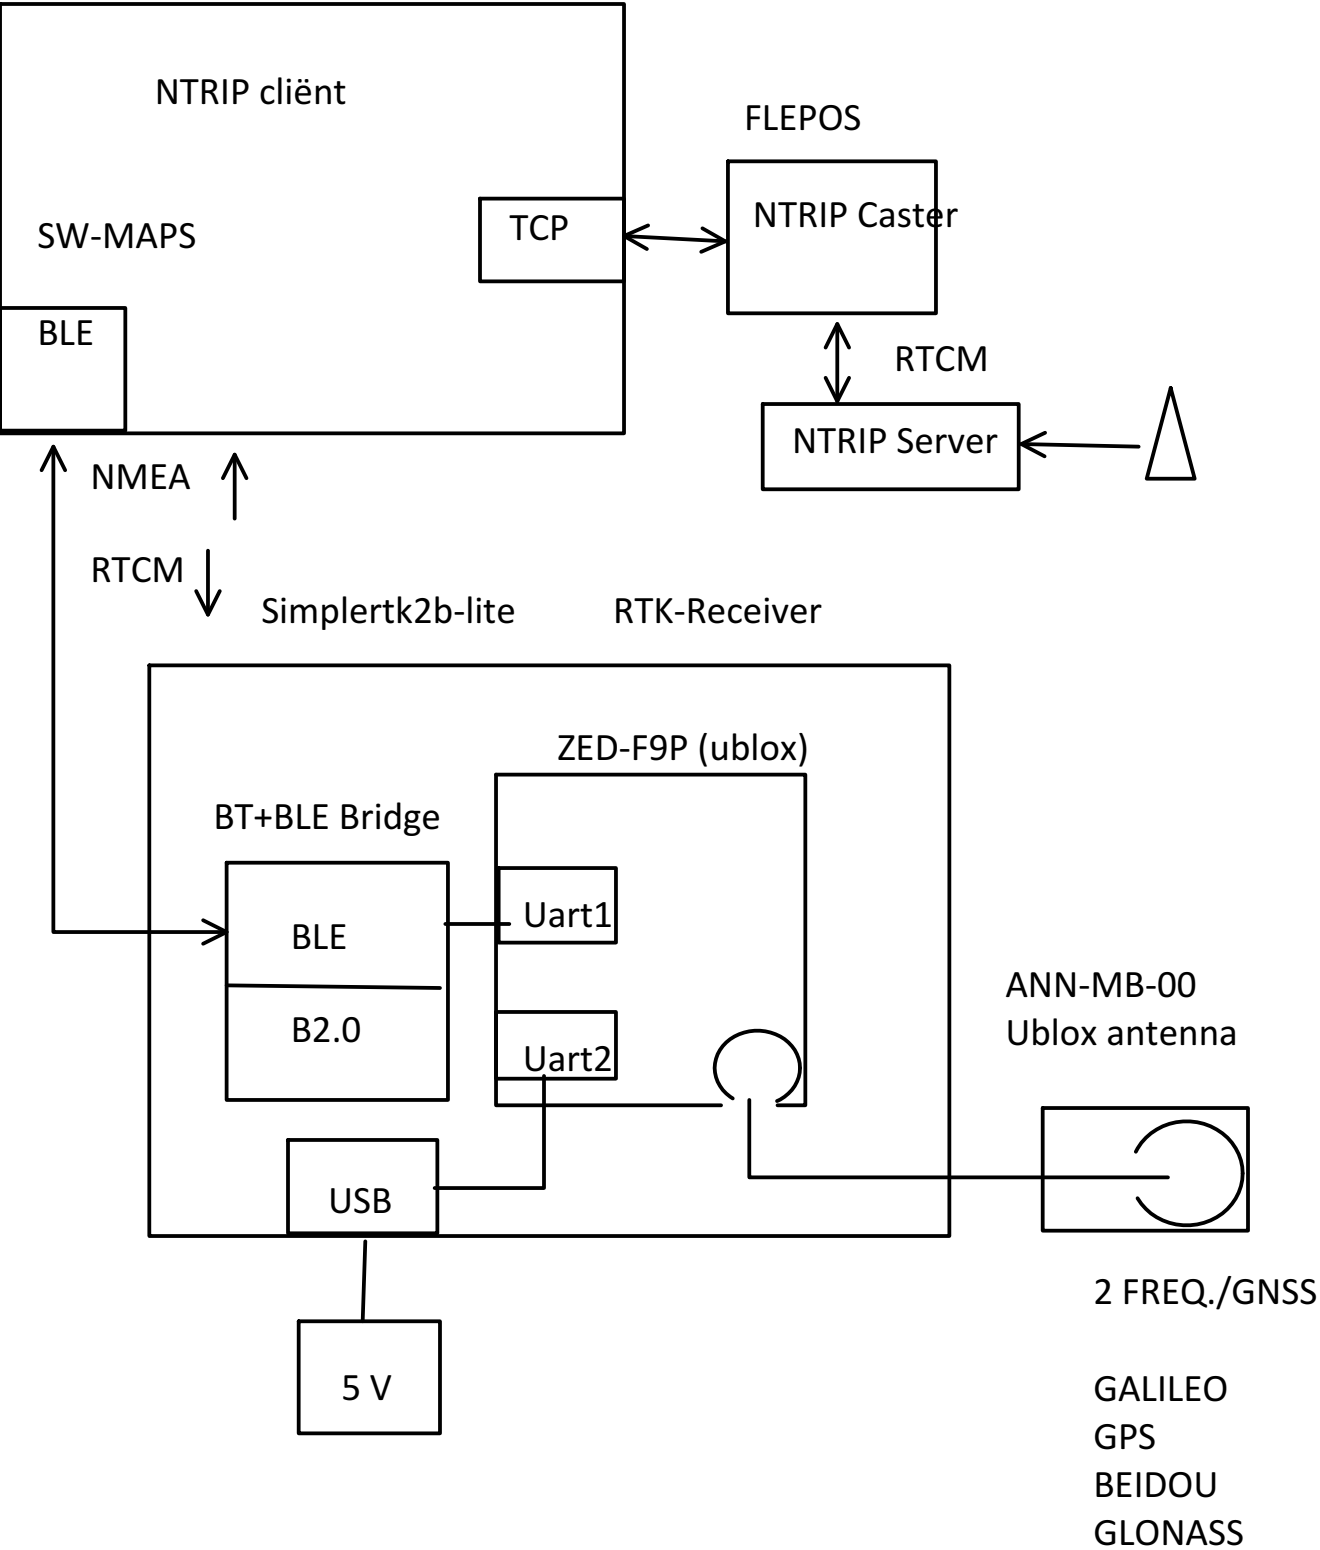 NTRIP cliënt
FLEPOS
NTRIP Caster
TCP
SW-MAPS
BLE
RTCM
NTRIP Server
NMEA
RTCM
Simplertk2b-lite
RTK-Receiver
ZED-F9P (ublox)
BT+BLE Bridge
Uart1
BLE
B2.0
Uart2
ANN-MB-00
Ublox antenna
USB
5 V
2 FREQ./GNSS
GALILEO
GPS
BEIDOU
GLONASS